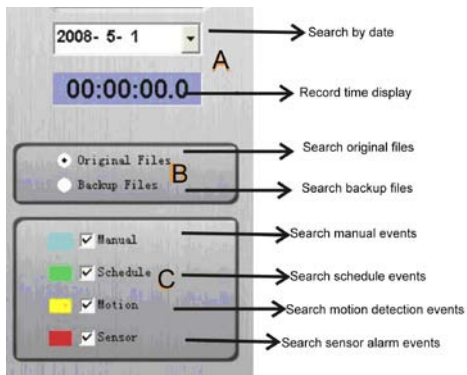 2008- 5- 1
Search by date
A
00:00:00.0
Record time display
Original Files
Search original files
B
Backup Files
Search backup files
Manual
Search manual events
Schedule
Search schedule events
C
Motion
Search motion detection events
Sensor
Search sensor alarm events